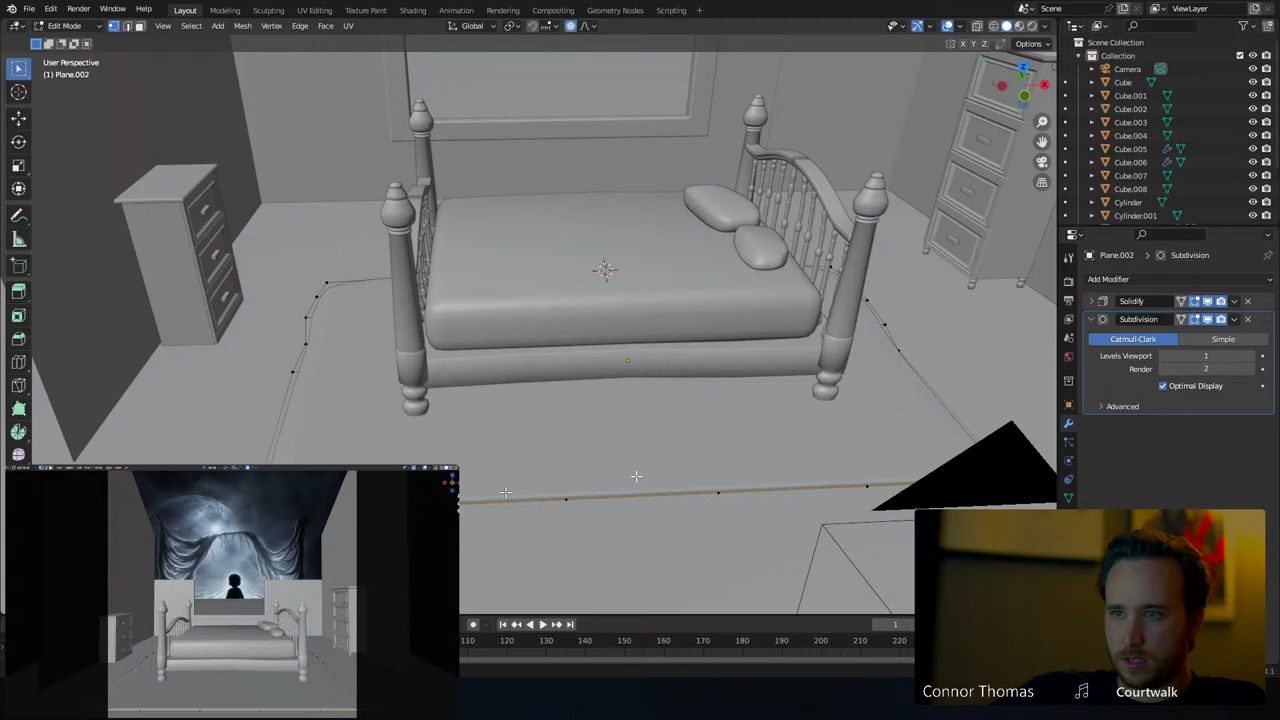 File Edit Render Window Help Layout Modeling Sculpting UV Editing Texture Paint Shading Animation Rendering Compositing Geometry Nodes Scripting + Scene ViewLayer
Edit Mode View Select Add Mesh Vertex Edge Face UV Global
X Y Z Options
User Perspective
(1) Plane.002
Scene Collection
Collection
Camera
Cube
Cube.001
Cube.002
Cube.003
Cube.004
Cube.005
Cube.006
Cube.007
Cube.008
Cylinder
Cylinder.001
Plane.002 > Subdivision
Add Modifier
Solidify
Subdivision
Catmull-Clark Simple
Levels Viewport 1
Render 2
Optimal Display
Advanced
1
110 120 130 140 150 160 170 180 190 200 210 220
Connor Thomas Courtwalk